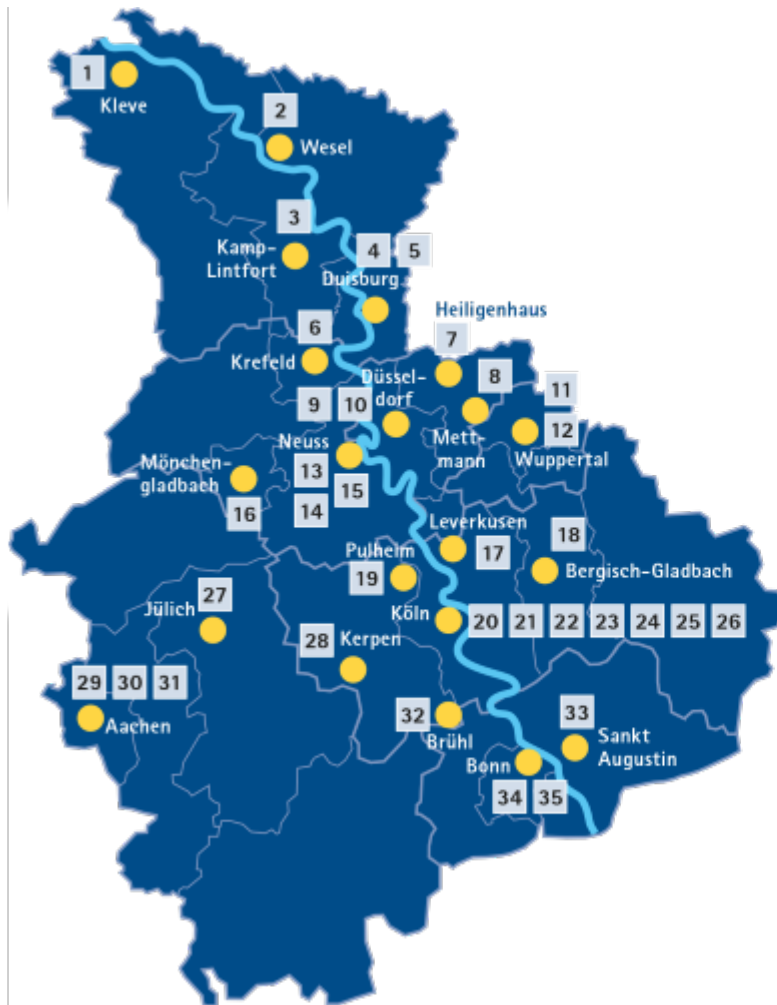 1
Kleve
2
Wesel
3
Kamp-
Lintfort
4 5
Duisburg
Heiligenhaus
6
7
Krefeld
8
Düssel-
dorf
11
9 10
12
Mett-
mann
Wuppertal
Neuss
Mönchen-
gladbach
13
15
16
14
Leverkusen
17
18
Pulheim
19
Bergisch-Gladbach
27
Jülich
Köln
20 21 22 23 24 25 26
28
Kerpen
29 30 31
Aachen
32
Brühl
33
Sankt
Augustin
Bonn
34 35